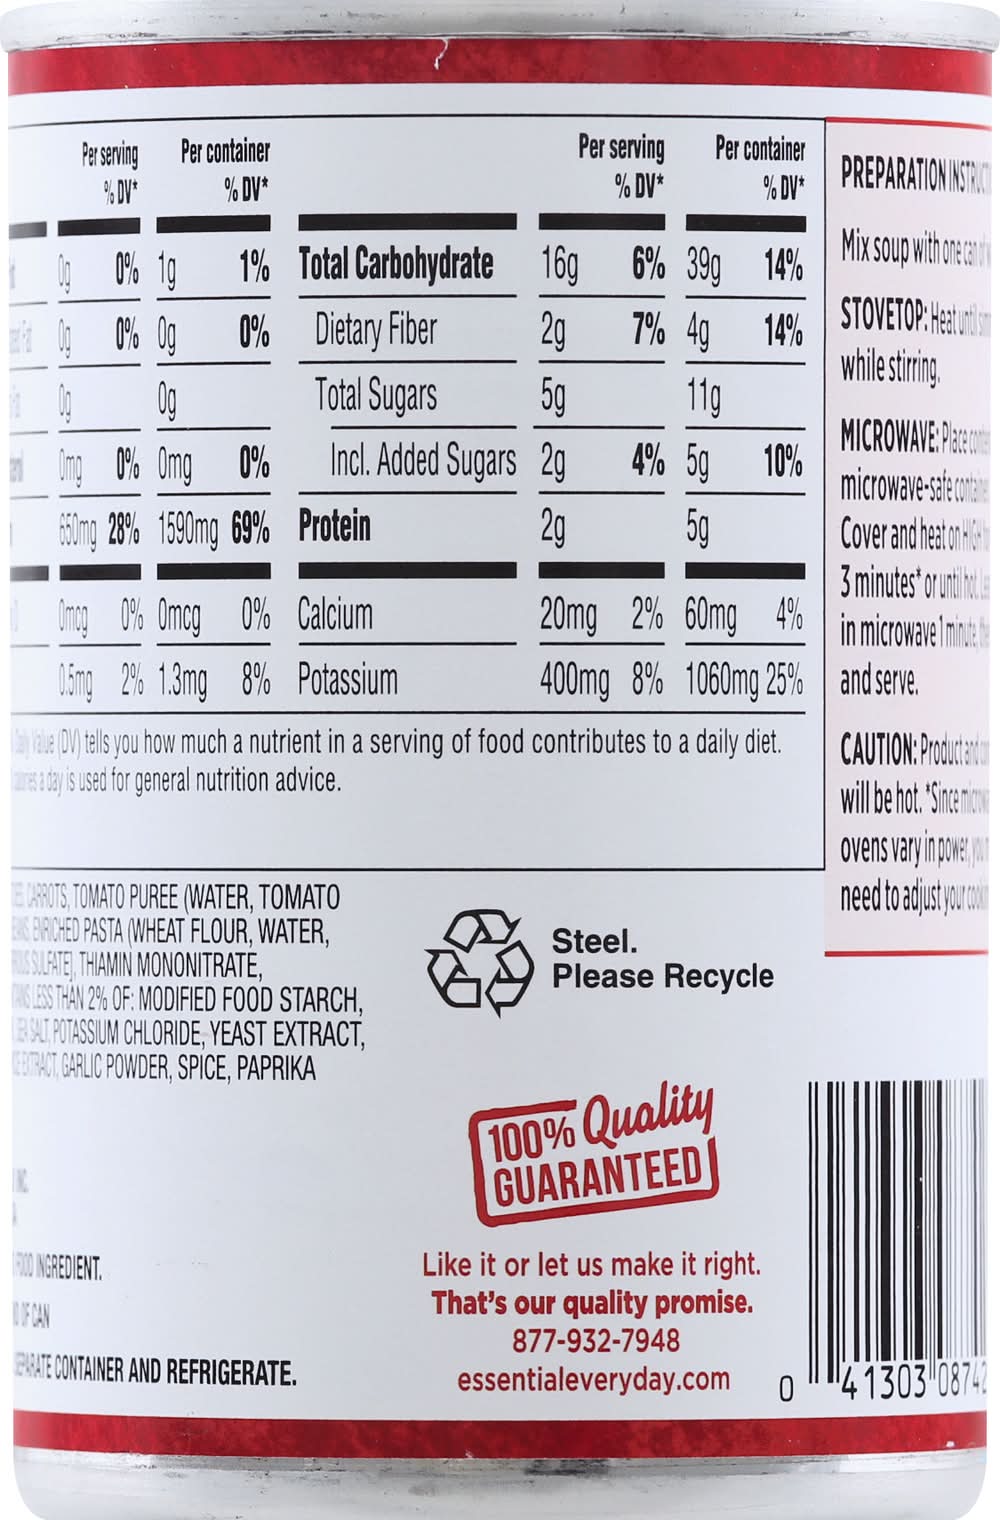 Per serving Per container
% DV* % DV*
0g 0% 1g 1%
Fat 0g 0% 0g 0%
0g 0g
0mg 0% 0mg 0%
650mg 28% 1590mg 69%
0mcg 0% 0mcg 0%
0.5mg 2% 1.3mg 8%
Per serving Per container
% DV* % DV*
Total Carbohydrate 16g 6% 39g 14%
Dietary Fiber 2g 7% 4g 14%
Total Sugars 5g 11g
Incl. Added Sugars 2g 4% 5g 10%
Protein 2g 5g
Calcium 20mg 2% 60mg 4%
Potassium 400mg 8% 1060mg 25%
Daily Value (DV) tells you how much a nutrient in a serving of food contributes to a daily diet.
a day is used for general nutrition advice.
PREPARATION
Mix soup with one can of
STOVETOP: Heat until
while stirring.
MICROWAVE: Place
microwave-safe
Cover and heat on HIGH
3 minutes* or until hot.
in microwave 1 minute,
and serve.
CAUTION: Product and
will be hot. *Since
ovens vary in power, you
need to adjust your
CARROTS, TOMATO PUREE (WATER, TOMATO
ENRICHED PASTA (WHEAT FLOUR, WATER,
SULFATE], THIAMIN MONONITRATE,
LESS THAN 2% OF: MODIFIED FOOD STARCH,
SEA SALT, POTASSIUM CHLORIDE, YEAST EXTRACT,
EXTRACT, GARLIC POWDER, SPICE, PAPRIKA
INC.
FOOD INGREDIENT.
OF CAN
SEPARATE CONTAINER AND REFRIGERATE.
Steel.
Please Recycle
100% Quality
GUARANTEED
Like it or let us make it right.
That's our quality promise.
877-932-7948
essentialeveryday.com
0 41303 08742